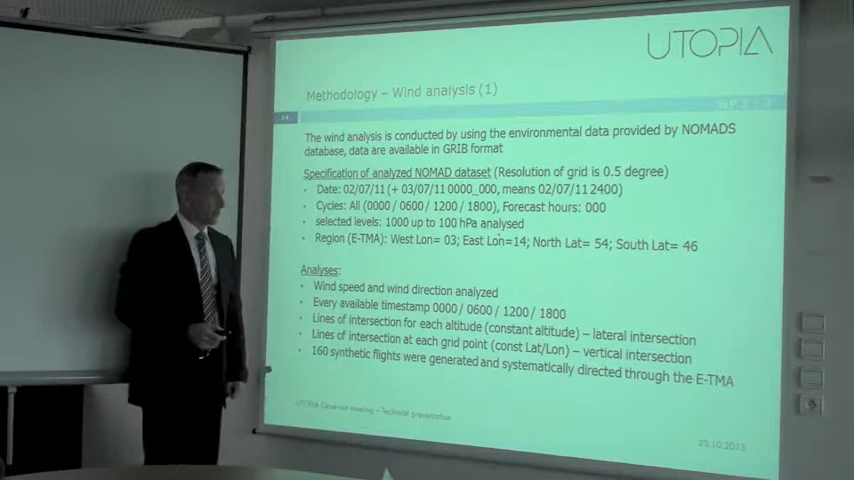 UTOPIA
Methodology – Wind analysis (1)
14
The wind analysis is conducted by using the environmental data provided by NOMADS
database, data are available in GRIB format
Specification of analyzed NOMAD dataset (Resolution of grid is 0.5 degree)
• Date: 02/07/11 (+ 03/07/11 0000_000, means 02/07/11 2400)
• Cycles: All (0000 / 0600 / 1200 / 1800), Forecast hours: 000
• selected levels: 1000 up to 100 hPa analysed
• Region (E-TMA): West Lon= 03; East Lon=14; North Lat= 54; South Lat= 46
Analyses:
• Wind speed and wind direction analyzed
• Every available timestamp 0000 / 0600 / 1200 / 1800
• Lines of intersection for each altitude (constant altitude) – lateral intersection
• Lines of intersection at each grid point (const Lat/Lon) – vertical intersection
• 160 synthetic flights were generated and systematically directed through the E-TMA
UTOPIA Close-out meeting – Technical presentation
23.10.2013